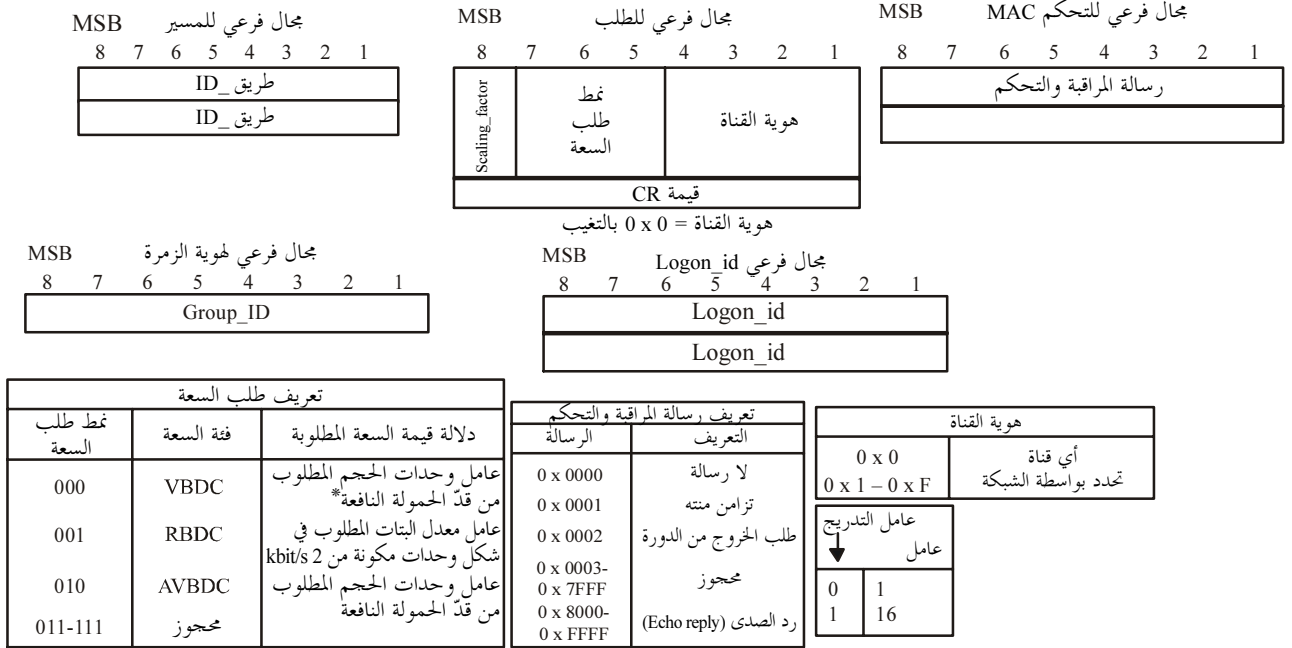 مجال فرعي للمسير MSB
8 7 6 5 4 3 2 1
طريق _ID
طريق _ID
مجال فرعي للطلب MSB
8 7 6 5 4 3 2 1
Scaling_factor
نمط
طلب
السعة
هوية القناة
قيمة CR
هوية القناة = 0 x 0 بالتغيب
مجال فرعي للتحكم MAC MSB
8 7 6 5 4 3 2 1
رسالة المراقبة والتحكم
مجال فرعي لهوية الزمرة MSB
8 7 6 5 4 3 2 1
Group_ID
مجال فرعي Logon_id MSB
8 7 6 5 4 3 2 1
Logon_id
Logon_id
تعريف طلب السعة
نمط طلب السعة
فئة السعة
دلالة قيمة السعة المطلوبة
000
VBDC
عامل وحدات الحجم المطلوب
من قدّ الحمولة النافعة*
001
RBDC
عامل معدل البتات المطلوب في
شكل وحدات مكونة من 2 kbit/s
010
AVBDC
عامل وحدات الحجم المطلوب
من قدّ الحمولة النافعة
011-111
محجوز
تعريف رسالة المراقبة والتحكم
الرسالة
التعريف
0 x 0000
لا رسالة
0 x 0001
تزامن منته
0 x 0002
طلب الخروج من الدورة
0 x 0003-
0 x 7FFF
محجوز
0 x 8000-
0 x FFFF
رد الصدى (Echo reply)
هوية القناة
0 x 0
أي قناة
0 x 1 – 0 x F
تحدد بواسطة الشبكة
عامل التدريج
عامل
0 1
1 16